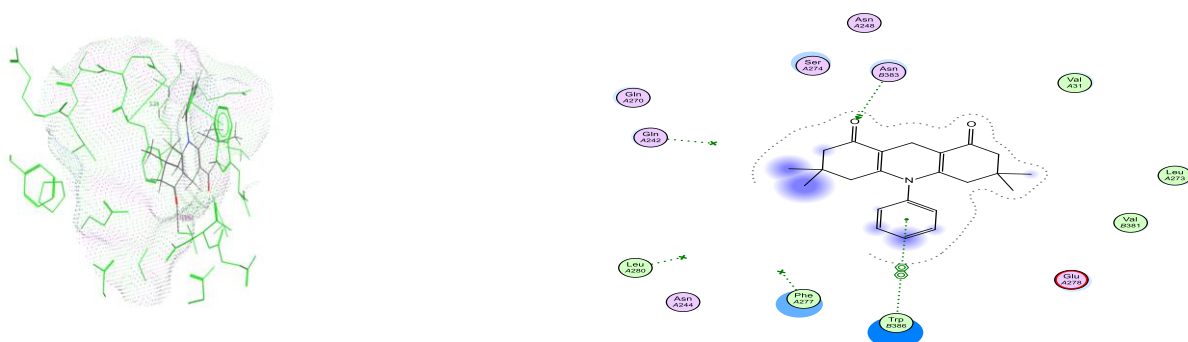 Asn
A248
Ser
A274
Asn
B383
Val
A31
Gln
A270
Gln
A242
O
O
Leu
A273
N
Val
B381
Leu
A280
Glu
A278
Asn
A244
Phe
A277
Trp
B386